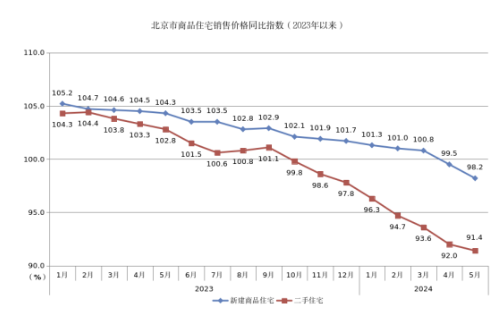 北京市商品住宅销售价格同比指数（2023年以来）
110.0
105.0
100.0
95.0
90.0
（%）
105.2 104.7 104.6 104.5 104.3 103.5 103.5 102.8 102.9 102.1 101.9 101.7 101.3 101.0 100.8 99.5 98.2
104.3 104.4 103.8 103.3 102.8 101.5 100.6 100.8 101.1 99.8 98.6 97.8 96.3 94.7 93.6 92.0 91.4
1月 2月 3月 4月 5月 6月 7月 8月 9月 10月 11月 12月 1月 2月 3月 4月 5月
2023 2024
新建商品住宅 二手住宅